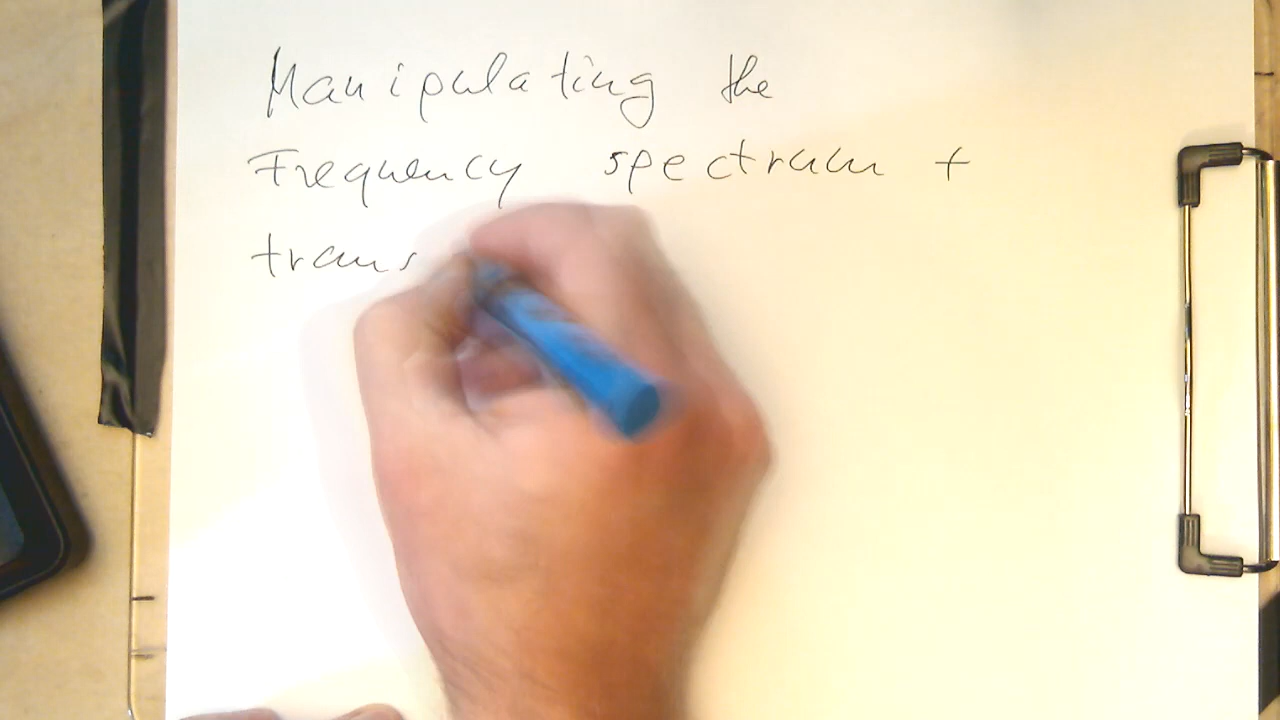 Manipulating the
Frequency spectrum +
trans